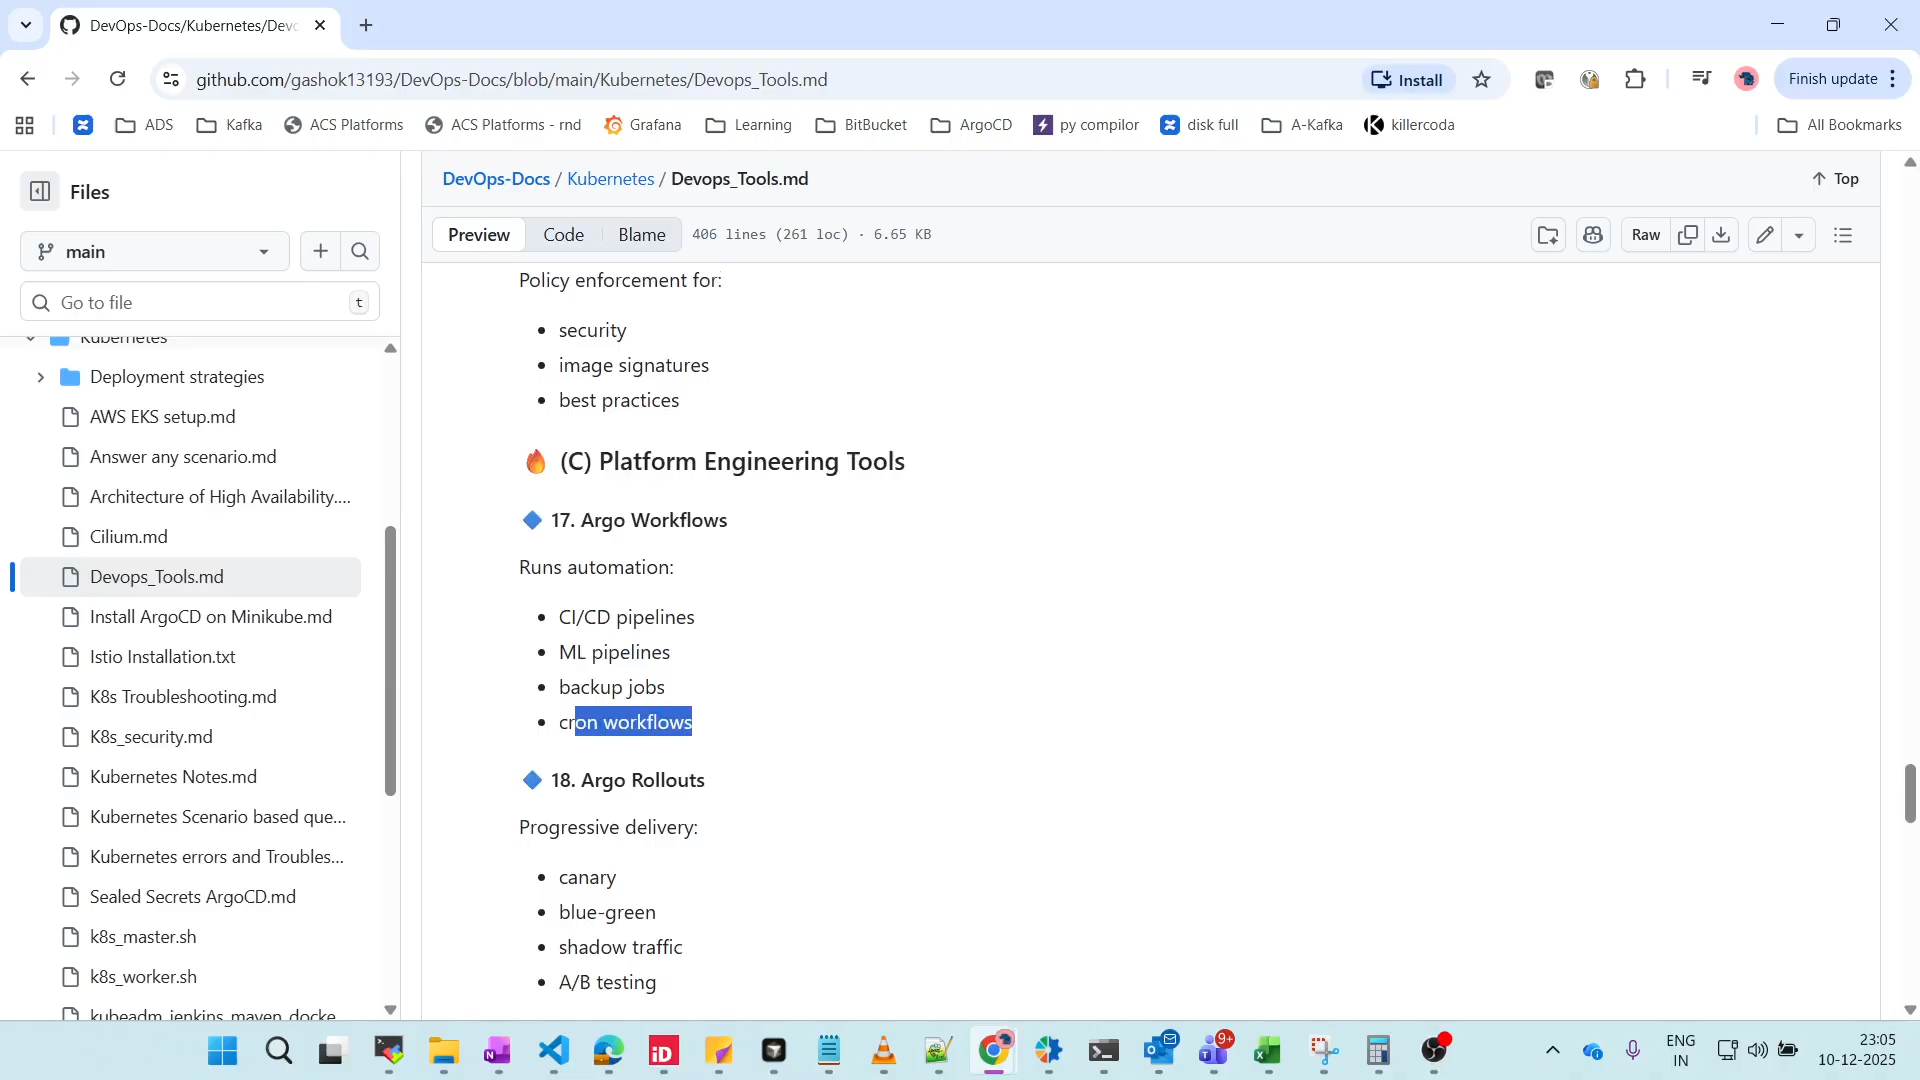 DevOps-Docs/Kubernetes/Devo
github.com/gashok13193/DevOps-Docs/blob/main/Kubernetes/Devops_Tools.md
Install
Finish update
ADS
Kafka
ACS Platforms
ACS Platforms - rnd
Grafana
Learning
BitBucket
ArgoCD
py compilor
disk full
A-Kafka
killercoda
All Bookmarks
Files
main
Go to file
t
Kubernetes
Deployment strategies
AWS EKS setup.md
Answer any scenario.md
Architecture of High Availability....
Cilium.md
Devops_Tools.md
Install ArgoCD on Minikube.md
Istio Installation.txt
K8s Troubleshooting.md
K8s_security.md
Kubernetes Notes.md
Kubernetes Scenario based que...
Kubernetes errors and Troubles...
Sealed Secrets ArgoCD.md
k8s_master.sh
k8s_worker.sh
kubeadm_jenkins_maven_docke...
DevOps-Docs / Kubernetes / Devops_Tools.md
Top
Preview
Code
Blame
406 lines (261 loc) · 6.65 KB
Raw
Policy enforcement for:
• security
• image signatures
• best practices
🔥 (C) Platform Engineering Tools
🔷 17. Argo Workflows
Runs automation:
• CI/CD pipelines
• ML pipelines
• backup jobs
• cron workflows
🔷 18. Argo Rollouts
Progressive delivery:
• canary
• blue-green
• shadow traffic
• A/B testing
9+
ENG
IN
23:05
10-12-2025